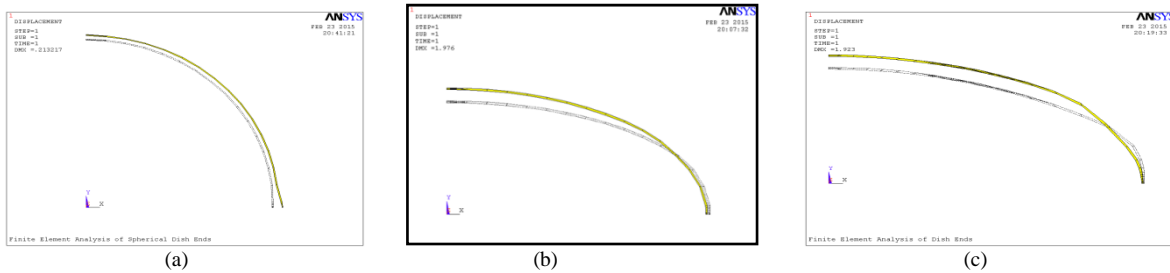 1
DISPLACEMENT
STEP=1
SUB =1
TIME=1
DMX =.213217
ANSYS
FEB 23 2015
20:41:21
Y
X
Finite Element Analysis of Spherical Dish Ends
(a)
1
DISPLACEMENT
STEP=1
SUB =1
TIME=1
DMX =1.976
ANSYS
FEB 23 2015
20:07:32
Y
X
(b)
1
DISPLACEMENT
STEP=1
SUB =1
TIME=1
DMX =1.823
ANSYS
FEB 23 2015
20:19:33
Y
X
Finite Element Analysis of Dish Ends
(c)